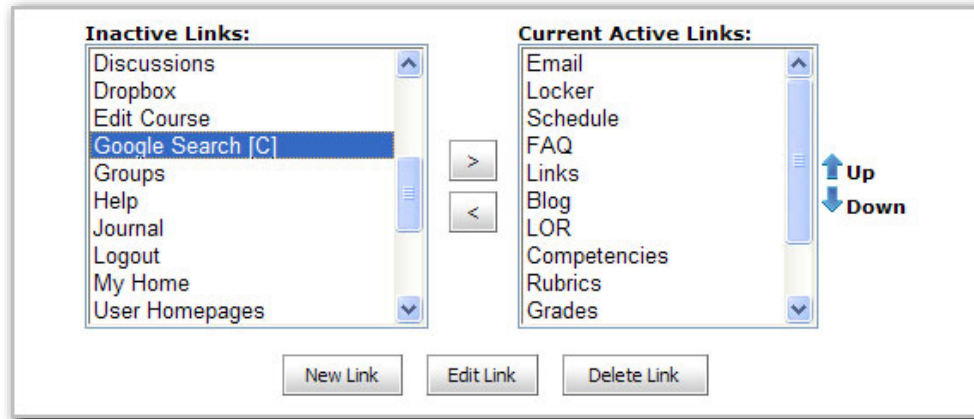 Inactive Links:
Discussions
Dropbox
Edit Course
Google Search [C]
Groups
Help
Journal
Logout
My Home
User Homepages
>
<
Current Active Links:
Email
Locker
Schedule
FAQ
Links
Blog
LOR
Competencies
Rubrics
Grades
Up
Down
New Link
Edit Link
Delete Link